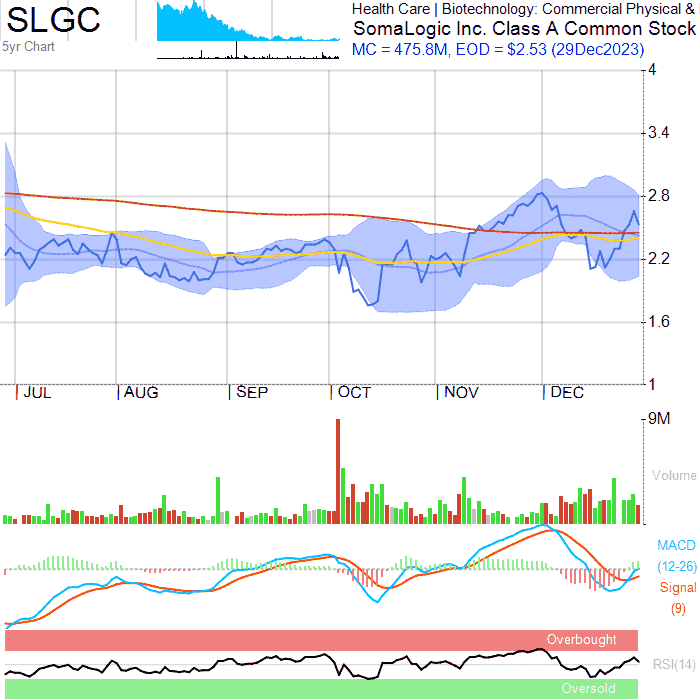 SLGC
5yr Chart
Health Care | Biotechnology: Commercial Physical &
SomaLogic Inc. Class A Common Stock
MC = 475.8M, EOD = $2.53 (29Dec2023)
4
3.4
2.8
2.2
1.6
1
JUL AUG SEP OCT NOV DEC
9M
Volume
MACD
(12-26)
Signal
(9)
Overbought
RSI(14)
Oversold